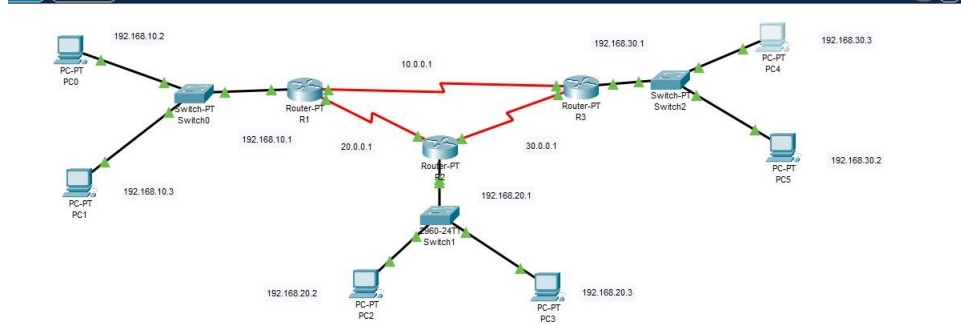 192.168.10.2
PC-PT
PC0
Switch-PT
Switch0
192.168.10.3
PC-PT
PC1
192.168.10.1
Router-PT
R1
10.0.0.1
20.0.0.1
30.0.0.1
Router-PT
R2
192.168.20.1
2960-24TT
Switch1
192.168.20.2
PC-PT
PC2
192.168.20.3
PC-PT
PC3
Router-PT
R3
192.168.30.1
Switch-PT
Switch2
192.168.30.3
PC-PT
PC4
192.168.30.2
PC-PT
PC5